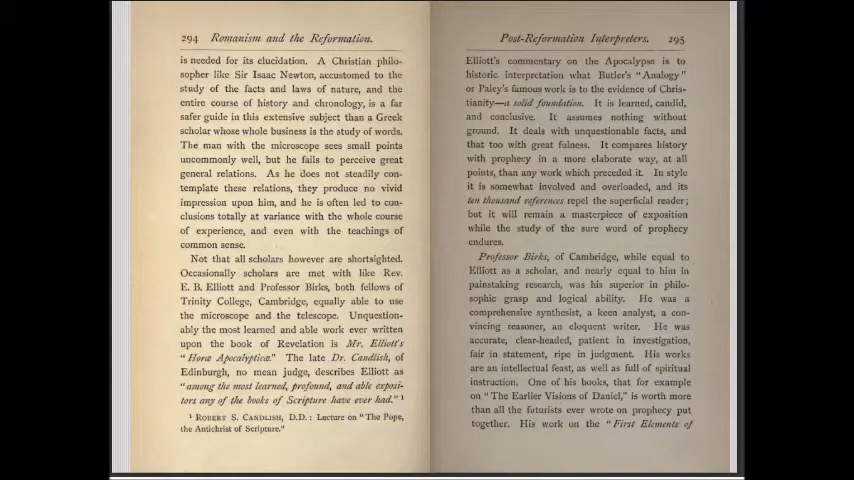 294 Romanism and the Reformation.
is needed for its elucidation. A Christian philo-
sopher like Sir Isaac Newton, accustomed to the
study of the facts and laws of nature, and the
entire course of history and chronology, is a far
safer guide in this extensive subject than a Greek
scholar whose whole business is the study of words.
The man with the microscope sees small points
uncommonly well, but he fails to perceive great
general relations. As he does not steadily con-
template these relations, they produce no vivid
impression upon him, and he is often led to con-
clusions totally at variance with the whole course
of experience, and even with the teachings of
common sense.
Not that all scholars however are shortsighted.
Occasionally scholars are met with like Rev.
E. B. Elliott and Professor Birks, both fellows of
Trinity College, Cambridge, equally able to use
the microscope and the telescope. Unquestion-
ably the most learned and able work ever written
upon the book of Revelation is Mr. Elliott's
"Horæ Apocalypticæ." The late Dr. Candlish, of
Edinburgh, no mean judge, describes Elliott as
"among the most learned, profound, and able exposi-
tors any of the books of Scripture have ever had." 1
1 ROBERT S. CANDLISH, D.D. : Lecture on "The Pope,
the Antichrist of Scripture."
Post-Reformation Interpreters. 295
Elliott's commentary on the Apocalypse is to
historic interpretation what Butler's "Analogy"
or Paley's famous work is to the evidence of Chris-
tianity—a solid foundation. It is learned, candid,
and conclusive. It assumes nothing without
ground. It deals with unquestionable facts, and
that too with great fulness. It compares history
with prophecy in a more elaborate way, at all
points, than any work which preceded it. In style
it is somewhat involved and overloaded, and its
ten thousand references repel the superficial reader;
but it will remain a masterpiece of exposition
while the study of the sure word of prophecy
endures.
Professor Birks, of Cambridge, while equal to
Elliott as a scholar, and nearly equal to him in
painstaking research, was his superior in philo-
sophic grasp and logical ability. He was a
comprehensive synthesist, a keen analyst, a con-
vincing reasoner, an eloquent writer. He was
accurate, clear-headed, patient in investigation,
fair in statement, ripe in judgment. His works
are an intellectual feast, as well as full of spiritual
instruction. One of his books, that for example
on "The Earlier Visions of Daniel," is worth more
than all the futurists ever wrote on prophecy put
together. His work on the "First Elements of